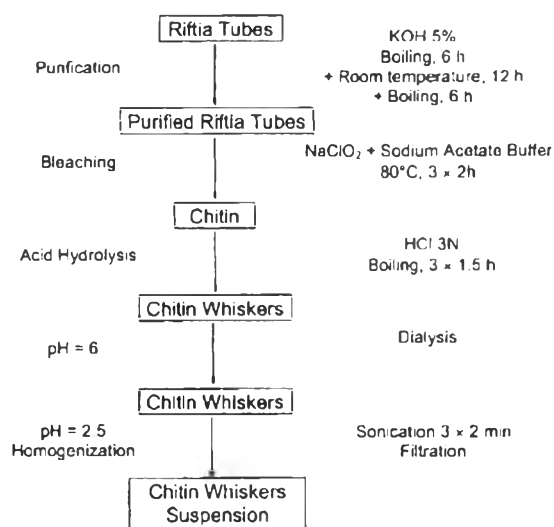 Riftia Tubes
Purification
KOH 5%
Boiling, 6 h
+ Room temperature, 12 h
+ Boiling, 6 h
Purified Riftia Tubes
Bleaching
NaClO₂ + Sodium Acetate Buffer
80°C, 3 × 2h
Chitin
Acid Hydrolysis
HCl 3N
Boiling, 3 × 1.5 h
Chitin Whiskers
pH = 6
Dialysis
Chitin Whiskers
pH = 2.5
Homogenization
Sonication 3 × 2 min
Filtration
Chitin Whiskers
Suspension